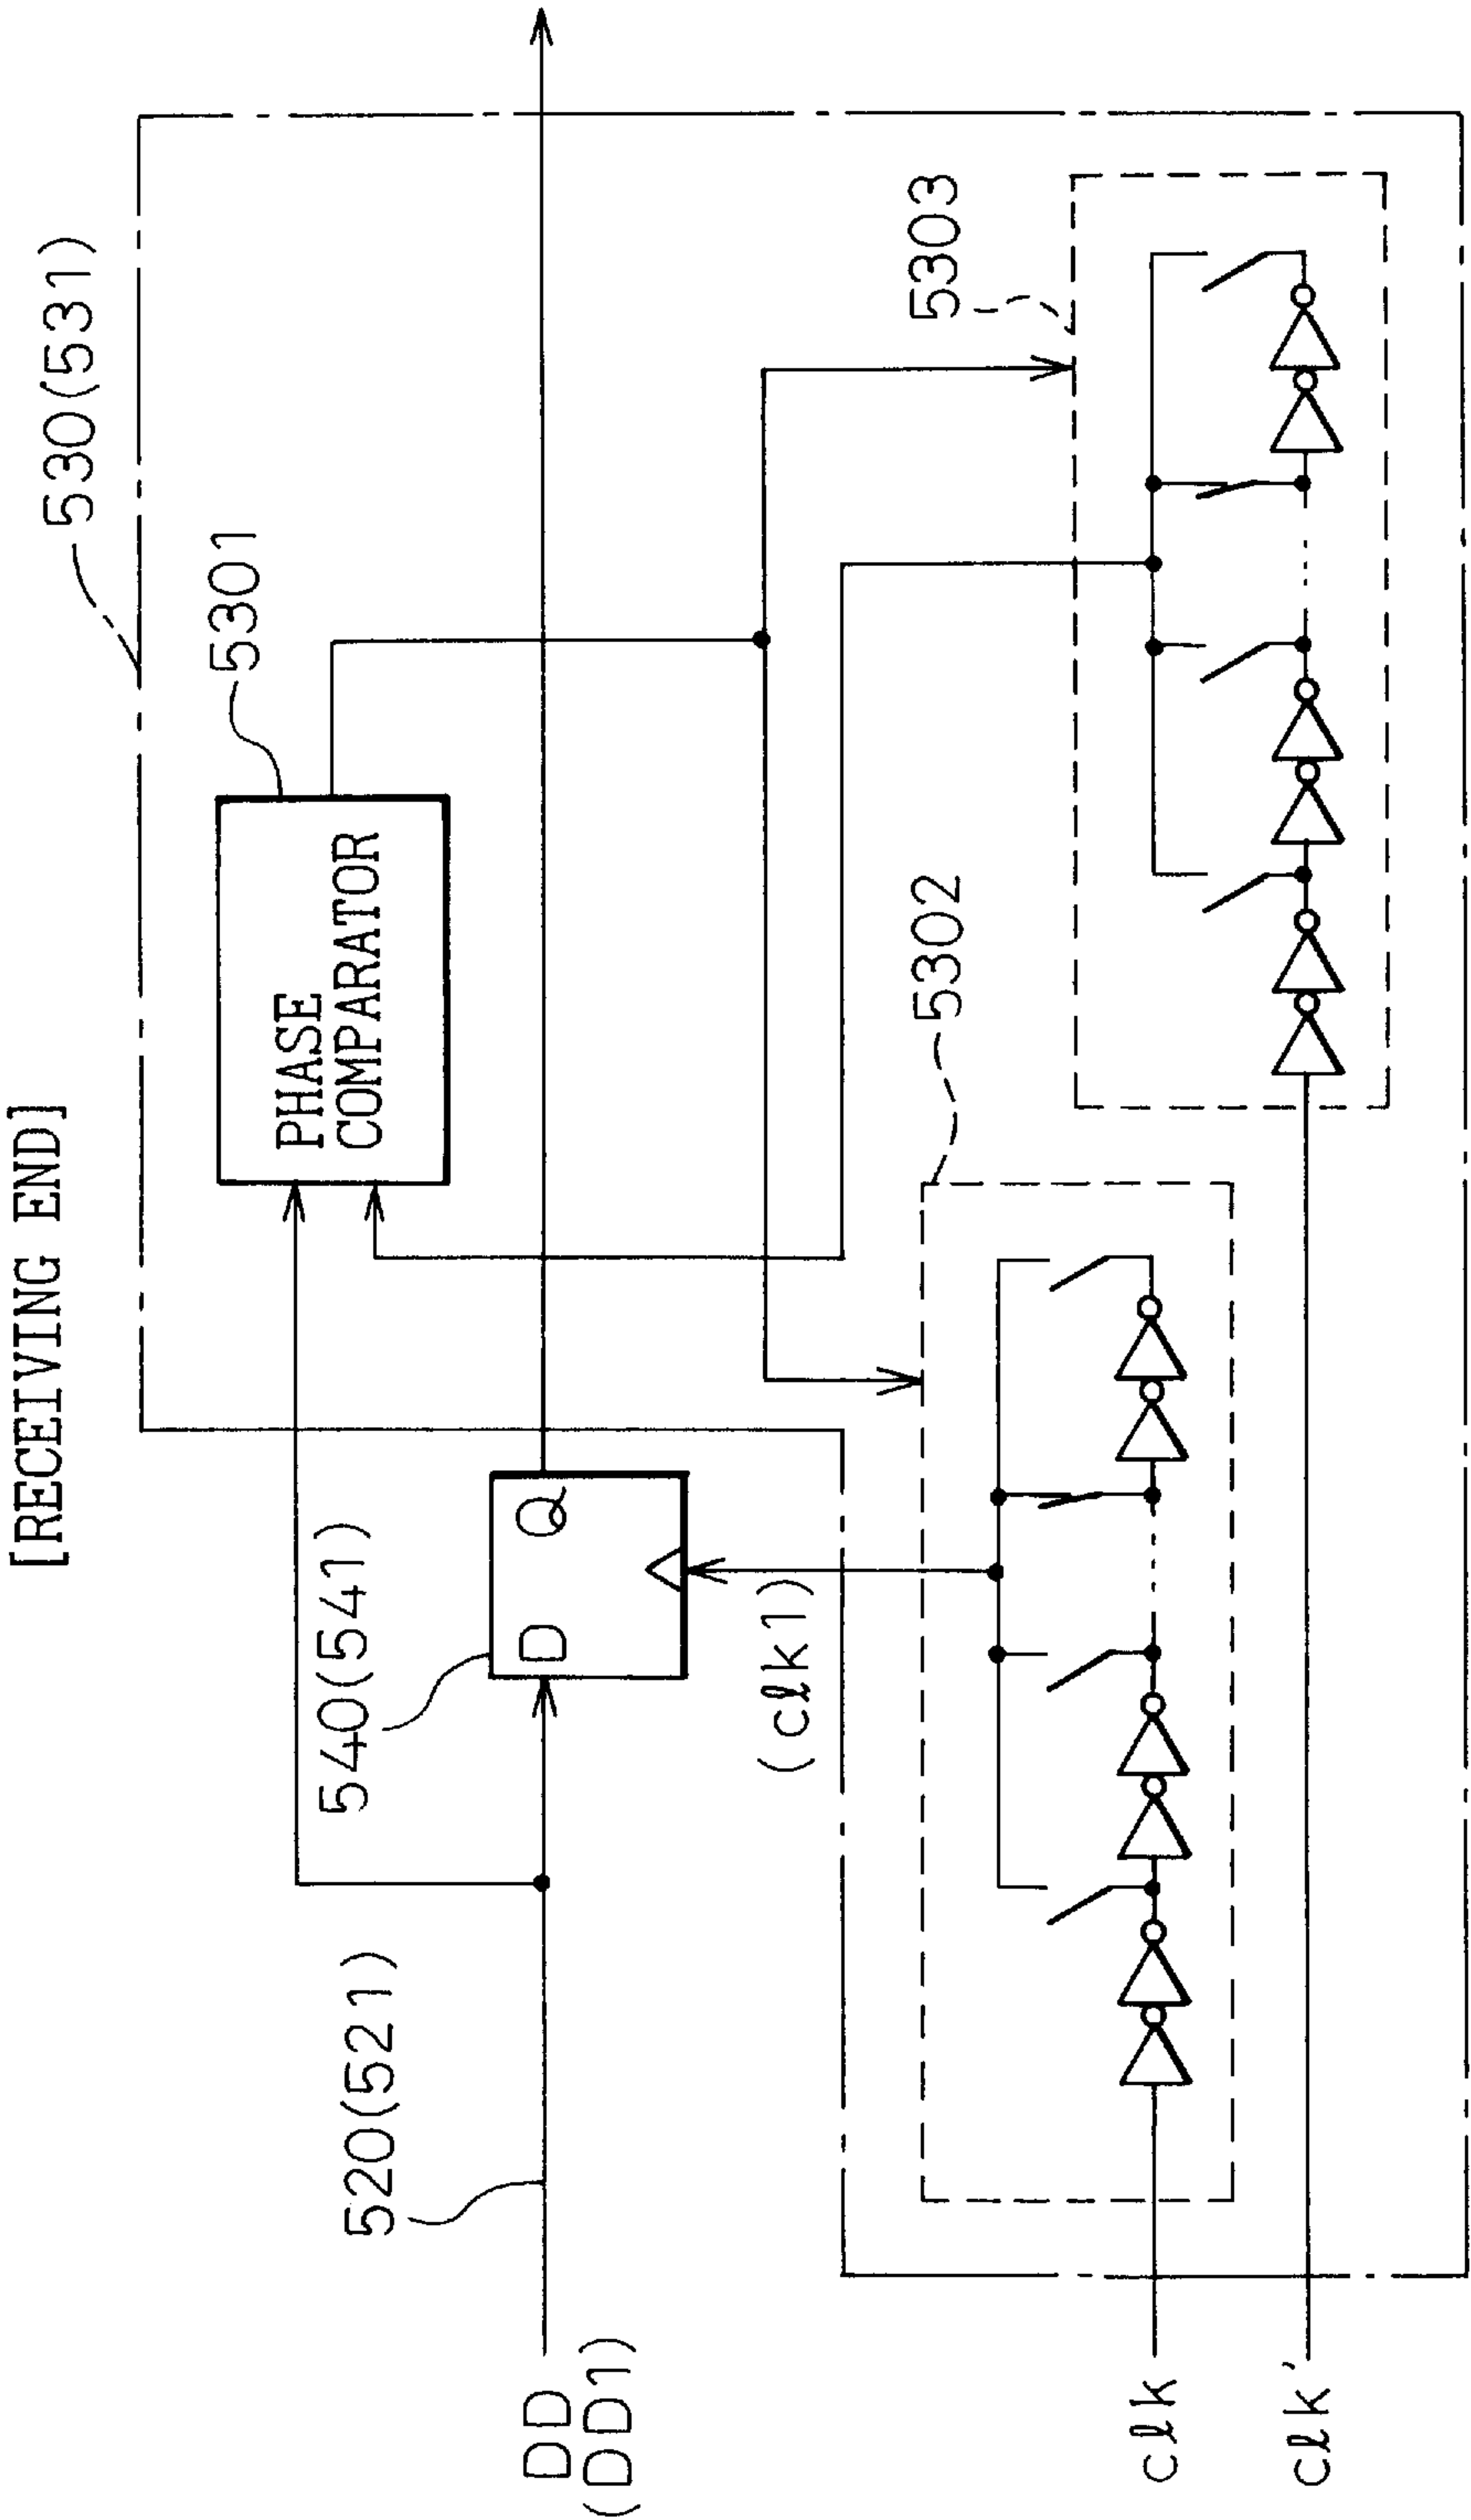 [RECEIVING END]
530(531)
5301
PHASE
COMPARATOR
540(541)
D Q
520(521)
DD
(DD1)
(clk1)
5302
5303
clk
clk'